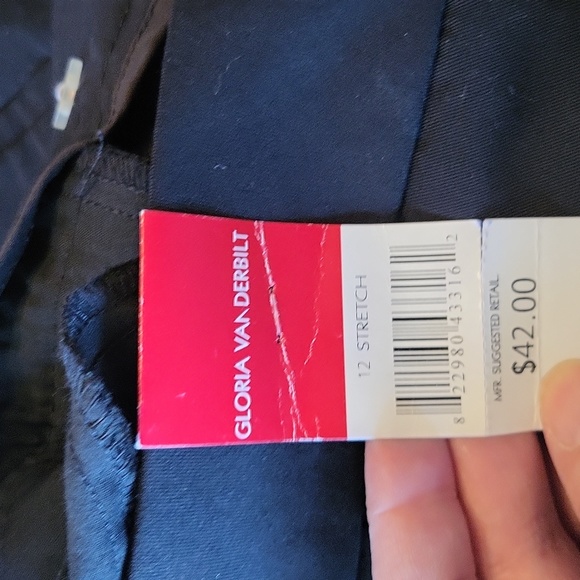 GLORIA VANDERBILT
12 STRETCH
8 22980 43316 2
MFR. SUGGESTED RETAIL
$42.00